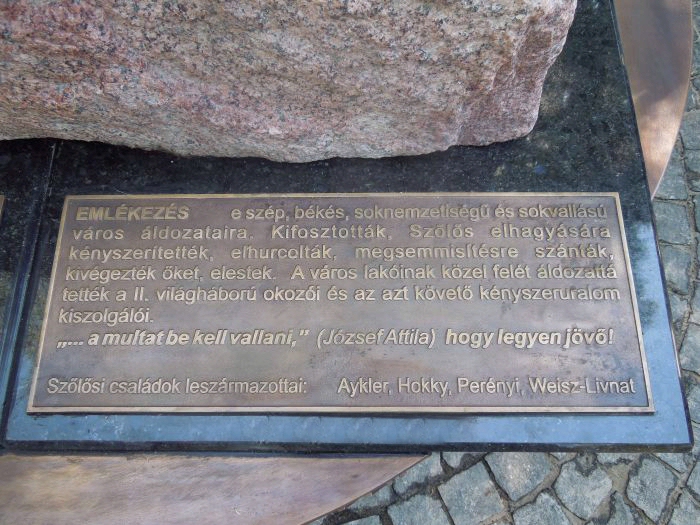 EMLÉKEZÉS e szép, békés, soknemzetiségű és sokvallású
város áldozataira. Kifosztották, Szőlős elhagyására
kényszerítették, elhurcolták, megsemmisítésre szánták,
kivégezték őket, elestek. A város lakóinak közel felét áldozattá
tették a II. világháború okozói és az azt követő kényszeruralom
kiszolgálói.
„... a multat be kell vallani,” (József Attila) hogy legyen jövő!
Szőlősi családok leszármazottai: Aykler, Hokky, Perényi, Weisz-Livnat